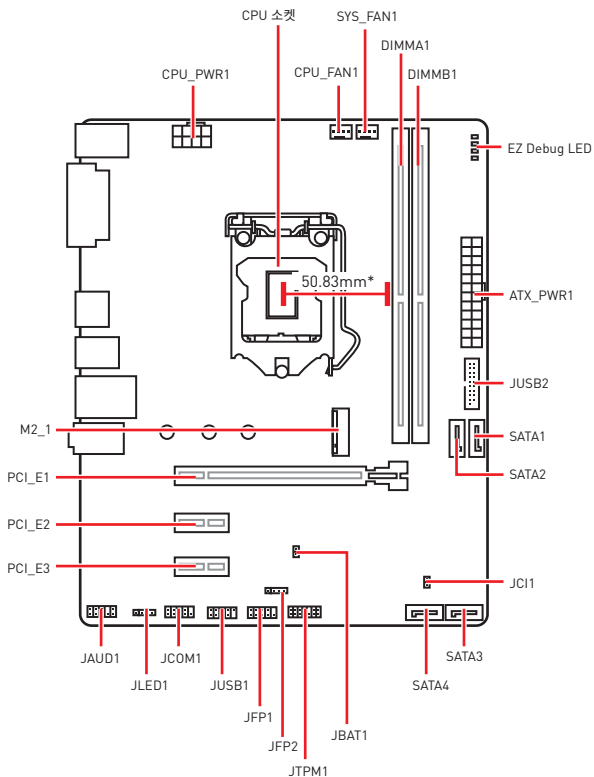 CPU 소켓
SYS_FAN1
DIMMA1
CPU_PWR1
CPU_FAN1
DIMMB1
EZ Debug LED
50.83mm*
ATX_PWR1
JUSB2
M2_1
SATA1
SATA2
PCI_E1
PCI_E2
PCI_E3
JCI1
JAUD1
JCOM1
SATA3
JLED1
JUSB1
SATA4
JFP1
JBAT1
JFP2
JTPM1